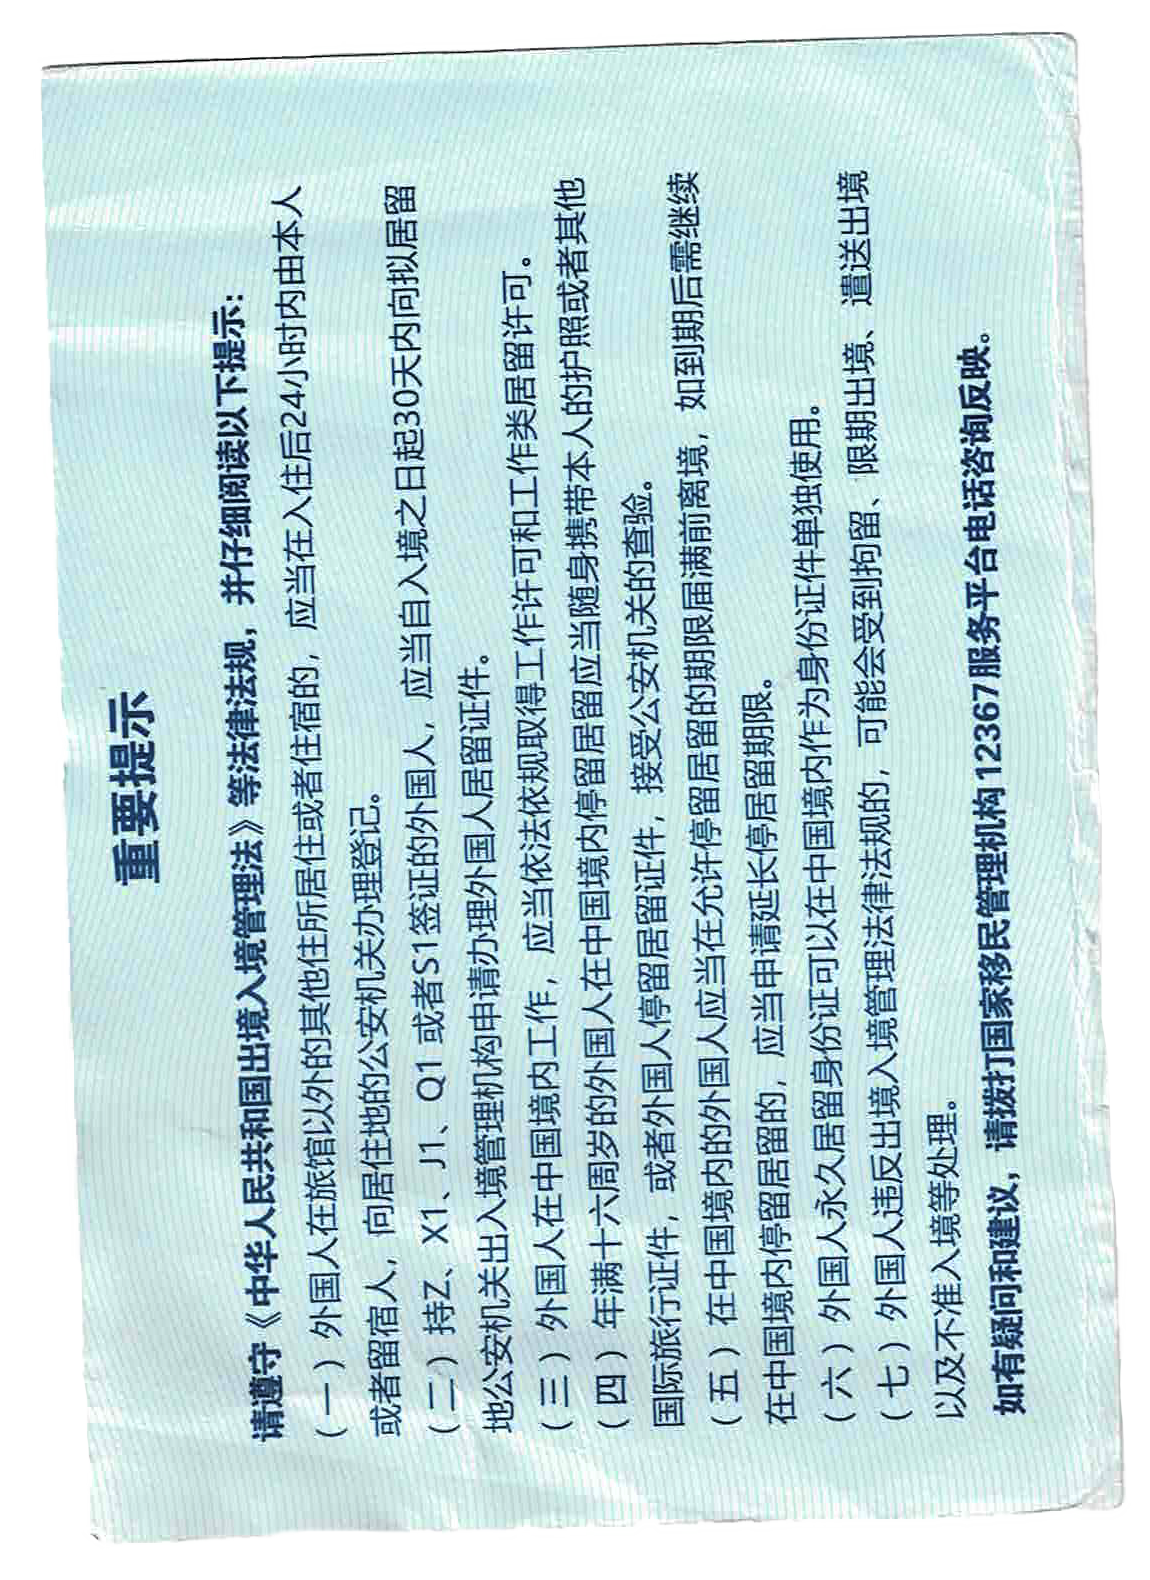 重要提示
请遵守《中华人民共和国出境入境管理法》等法律法规，并仔细阅读以下提示：
（一）外国人在旅馆以外的其他住所居住或者住宿的，应当在入住后24小时内由本人
或者留宿人，向居住地的公安机关办理登记。
（二）持Z、X1、J1、Q1 或者S1签证的外国人，应当自入境之日起30天内向拟居留
地公安机关出入境管理机构申请办理外国人居留证件。
（三）外国人在中国境内工作，应当依法依规取得工作许可和工作类居留许可。
（四）年满十六周岁的外国人在中国境内停留居留应当随身携带本人的护照或者其他
国际旅行证件，或者外国人停留居留证件，接受公安机关的查验。
（五）在中国境内的外国人应当在允许停留居留的期限届满前离境，如到期后需继续
在中国境内停留居留的，应当申请延长停居留期限。
（六）外国人永久居留身份证可以在中国境内作为身份证件单独使用。
（七）外国人违反出境入境管理法律法规的，可能会受到拘留、限期出境、遣送出境
以及不准入境等处理。
如有疑问和建议，请拨打国家移民管理机构12367服务平台电话咨询反映。